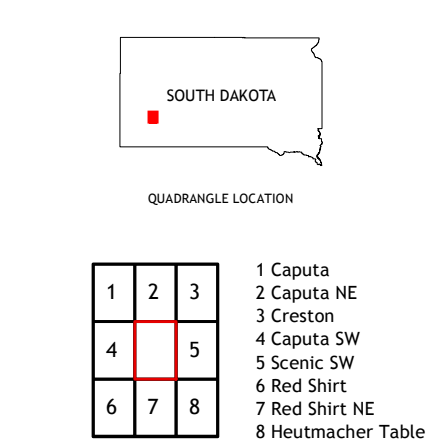 SOUTH DAKOTA
QUADRANGLE LOCATION
1 2 3
4 5
6 7 8
1 Caputa
2 Caputa NE
3 Creston
4 Caputa SW
5 Scenic SW
6 Red Shirt
7 Red Shirt NE
8 Heutmacher Table